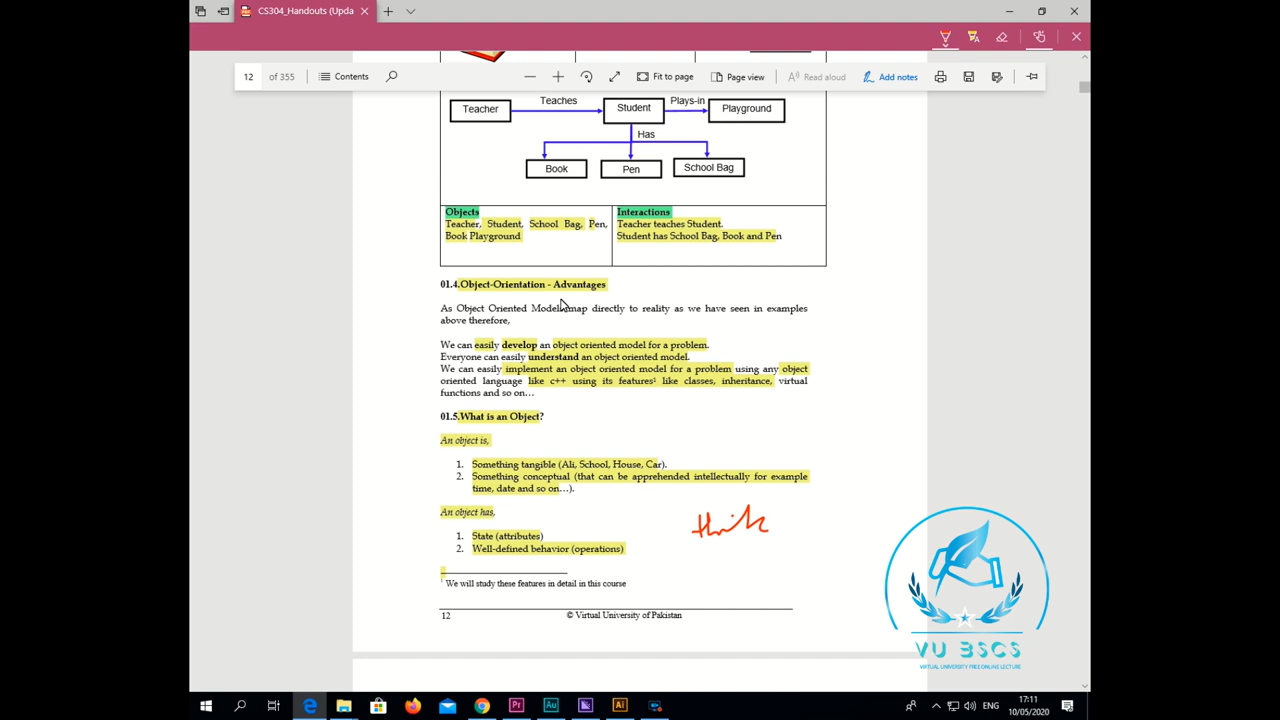 CS304_Handouts (Upda
12 of 355
Contents
Fit to page
Page view
Read aloud
Add notes
Teacher
Teaches
Student
Plays-in
Playground
Has
Book
Pen
School Bag
Objects
Teacher, Student, School Bag, Pen,
Book Playground
Interactions
Teacher teaches Student.
Student has School Bag, Book and Pen
01.4.Object-Orientation - Advantages
As Object Oriented Models map directly to reality as we have seen in examples
above therefore,
We can easily develop an object oriented model for a problem.
Everyone can easily understand an object oriented model.
We can easily implement an object oriented model for a problem using any object
oriented language like c++ using its features¹ like classes, inheritance, virtual
functions and so on…
01.5.What is an Object?
An object is,
1. Something tangible (Ali, School, House, Car).
2. Something conceptual (that can be apprehended intellectually for example
time, date and so on…).
An object has,
think
1. State (attributes)
2. Well-defined behavior (operations)
¹ We will study these features in detail in this course
12
© Virtual University of Pakistan
VU BSCS
VIRTUAL UNIVERSITY FREE ONLINE LECTURE
Pr
Au
Ai
ENG
17:11
10/05/2020